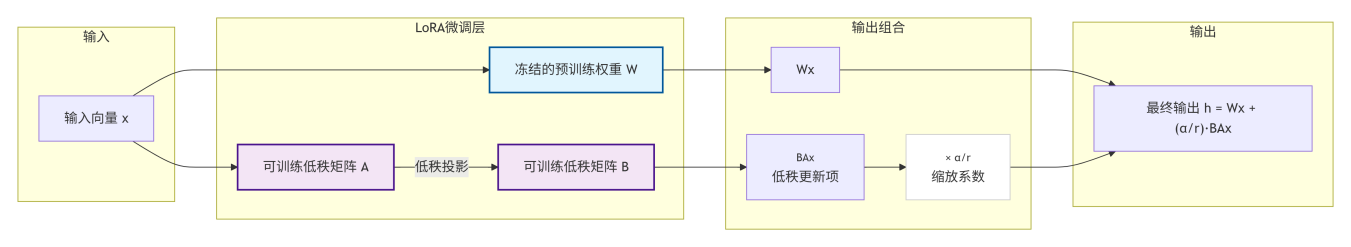 输入
输入向量 x
LoRA微调层
冻结的预训练权重 W
可训练低秩矩阵 A
低秩投影
可训练低秩矩阵 B
输出组合
Wx
BAx
低秩更新项
× α/r
缩放系数
输出
最终输出 h = Wx +
(α/r)·BAx